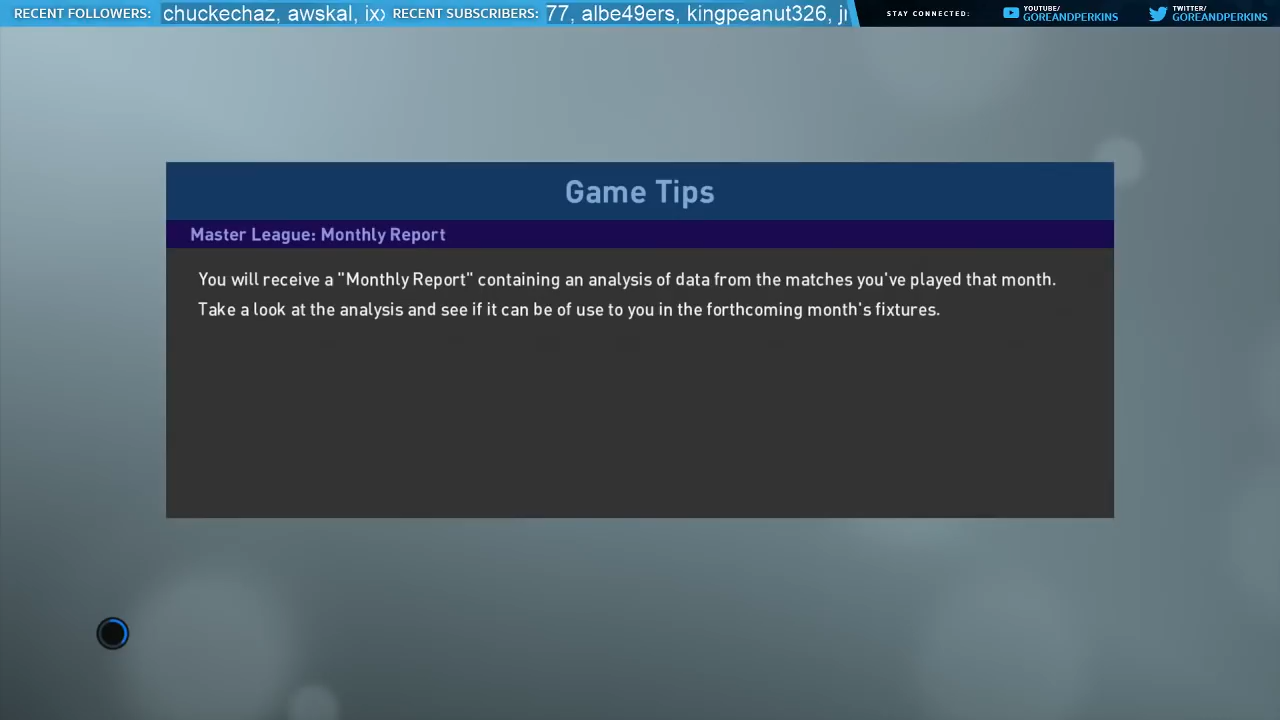 RECENT FOLLOWERS: chuckechaz, awskal, ix RECENT SUBSCRIBERS: 77, albe49ers, kingpeanut326, STAY CONNECTED: YOUTUBE/ GOREANDPERKINS TWITTER/ GOREANDPERKINS
Game Tips
Master League: Monthly Report
You will receive a "Monthly Report" containing an analysis of data from the matches you've played that month.
Take a look at the analysis and see if it can be of use to you in the forthcoming month's fixtures.